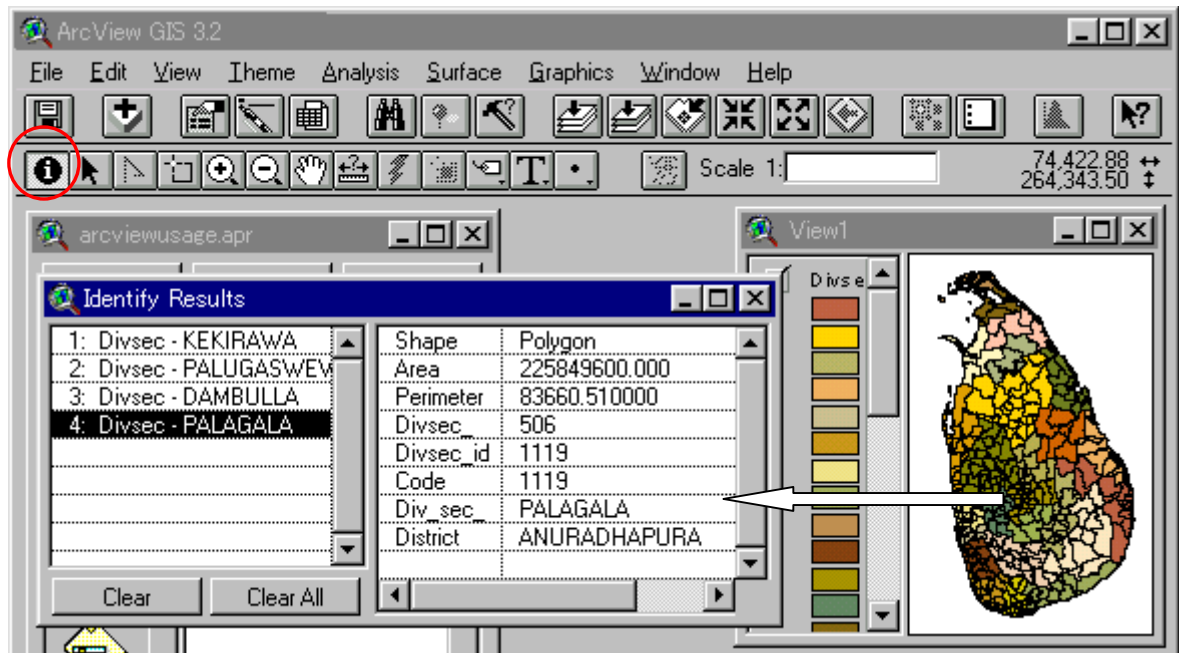 ArcView GIS 3.2
File Edit View Theme Analysis Surface Graphics Window Help
Scale 1:
74,422.88
264,343.50
arcviewusage.apr
View1
Divse
Identify Results
1: Divsec - KEKIRAWA
2: Divsec - PALUGASWEV
3: Divsec - DAMBULLA
4: Divsec - PALAGALA
Shape Polygon
Area 225849600.000
Perimeter 83660.510000
Divsec_ 506
Divsec_id 1119
Code 1119
Div_sec_ PALAGALA
District ANURADHAPURA
Clear Clear All